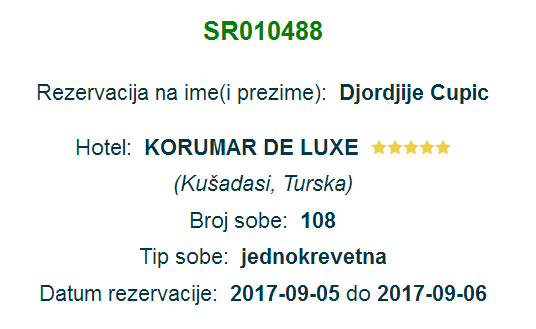 SR010488
Rezervacija na ime(i prezime): Djordjije Cupic
Hotel: KORUMAR DE LUXE
(Kušadasi, Turska)
Broj sobe: 108
Tip sobe: jednokrevetna
Datum rezervacije: 2017-09-05 do 2017-09-06